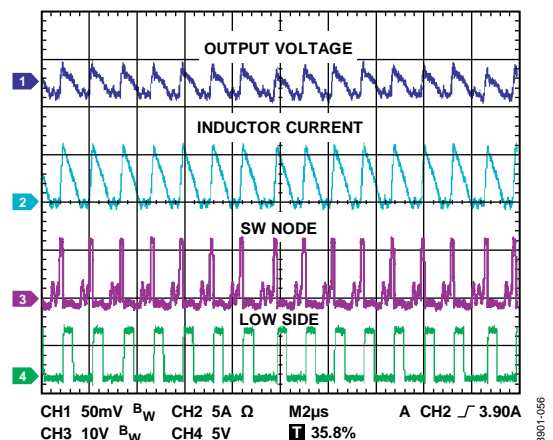 OUTPUT VOLTAGE
1
INDUCTOR CURRENT
2
SW NODE
3
LOW SIDE
4
CH1 50mV BW CH2 5A Ω M2µs A CH2 3.90A
CH3 10V BW CH4 5V T 35.8%